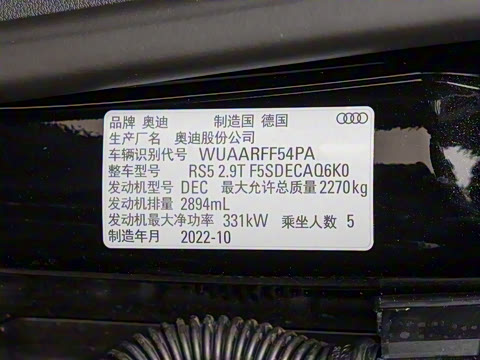 品牌 奥迪 制造国 德国
生产厂名 奥迪股份公司
车辆识别代号 WUAARFF54PA
整车型号 RS5 2.9T F5SDECAQ6K0
发动机型号 DEC 最大允许总质量 2270kg
发动机排量 2894mL
发动机最大净功率 331kW 乘坐人数 5
制造年月 2022-10